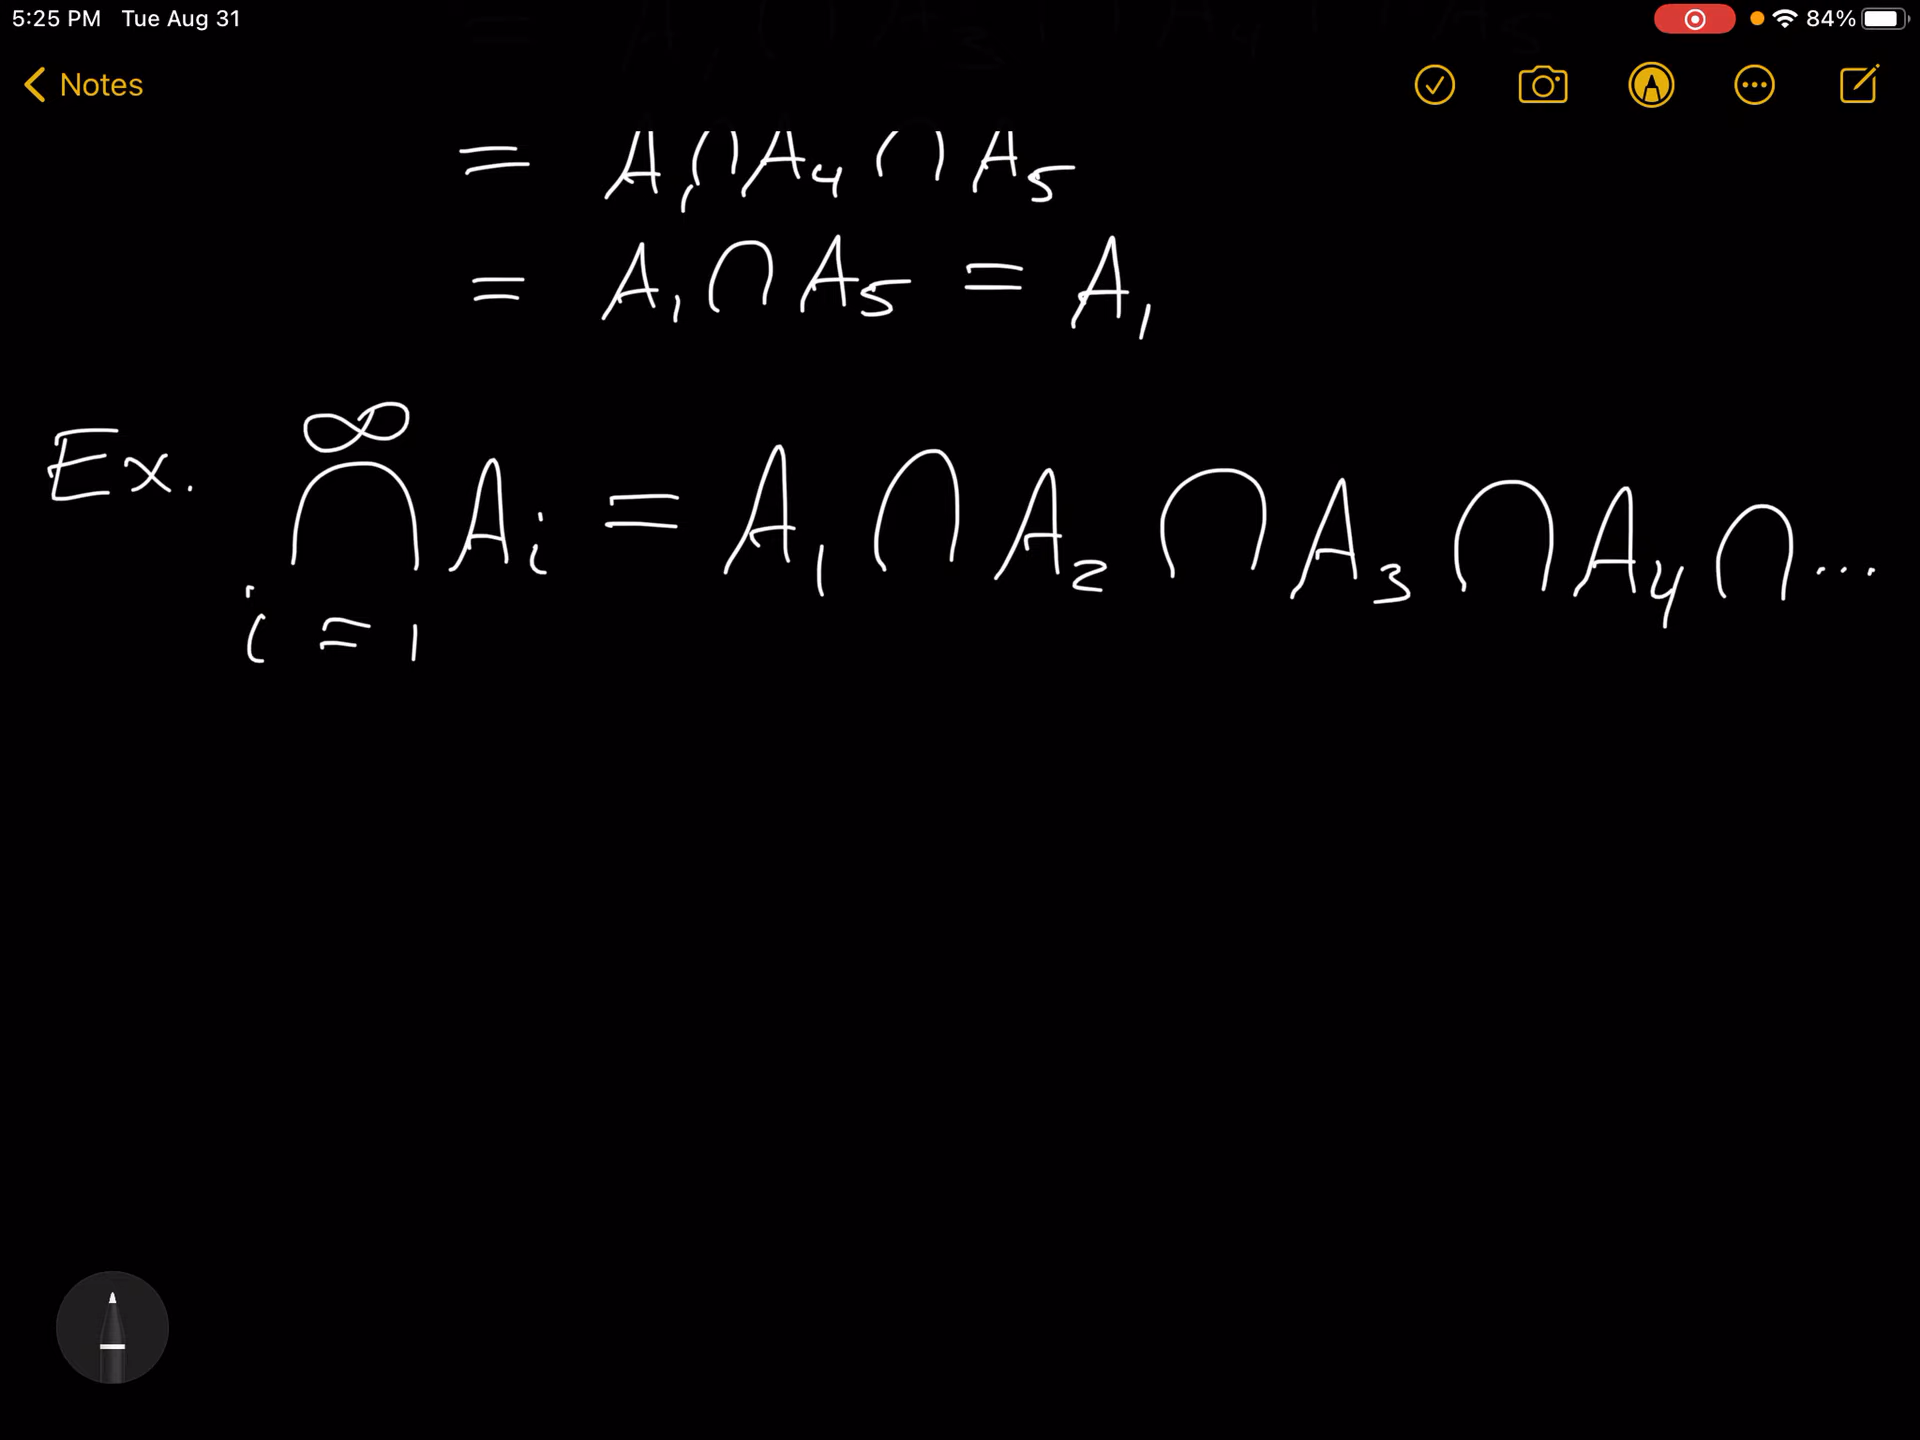 5:25 PM Tue Aug 31 84%
Notes
= A₁ ∩ A₄ ∩ A₅
= A₁ ∩ A₅ = A₁
Ex. ∞
⋂ Aᵢ = A₁ ∩ A₂ ∩ A₃ ∩ A₄ ∩ ...
i = 1